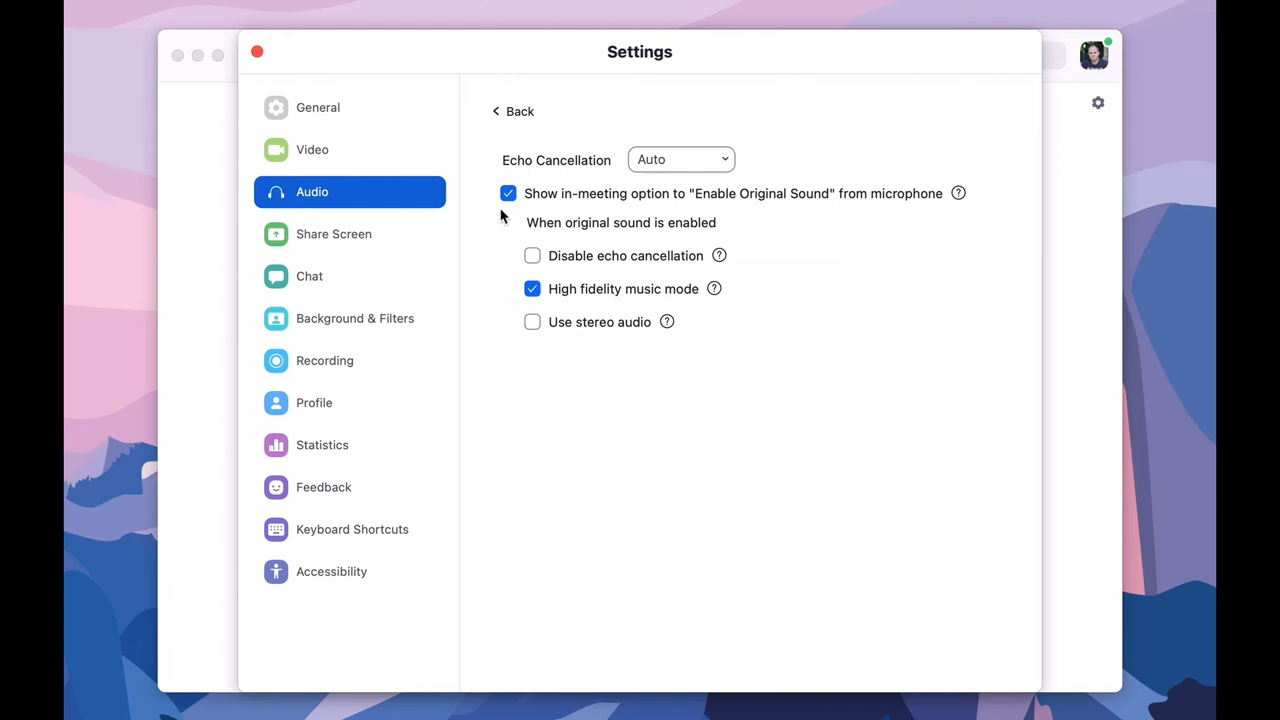 Settings
General
Video
Audio
Share Screen
Chat
Background & Filters
Recording
Profile
Statistics
Feedback
Keyboard Shortcuts
Accessibility
Back
Echo Cancellation Auto
Show in-meeting option to "Enable Original Sound" from microphone ?
When original sound is enabled
Disable echo cancellation ?
High fidelity music mode ?
Use stereo audio ?